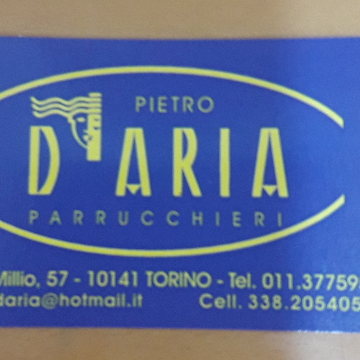 PIETRO
D'ARIA
PARRUCCHIERI
Millio, 57 - 10141 TORINO - Tel. 011.37759
daria@hotmail.it Cell. 338.205405